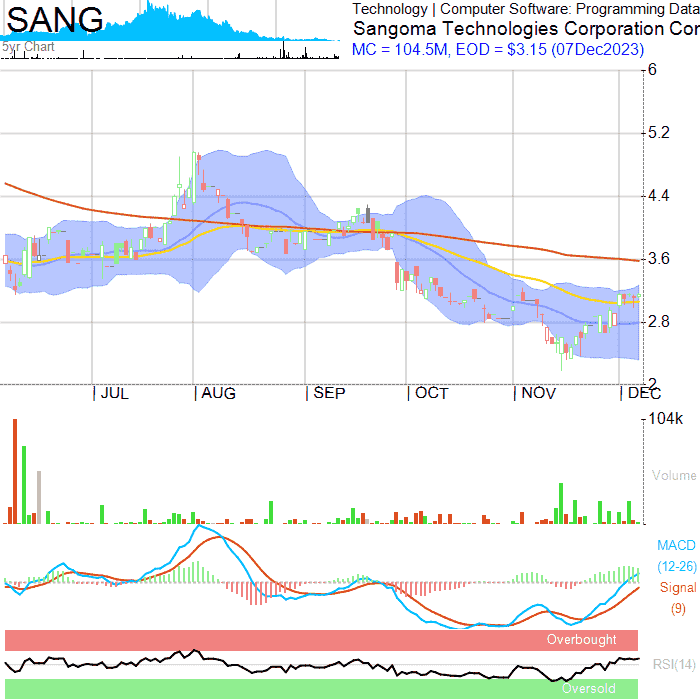 SANG
5yr Chart
Technology | Computer Software: Programming Data
Sangoma Technologies Corporation Cor
MC = 104.5M, EOD = $3.15 (07Dec2023)
6
5.2
4.4
3.6
2.8
2
JUL
AUG
SEP
OCT
NOV
DEC
104k
Volume
MACD
(12-26)
Signal
(9)
Overbought
RSI(14)
Oversold